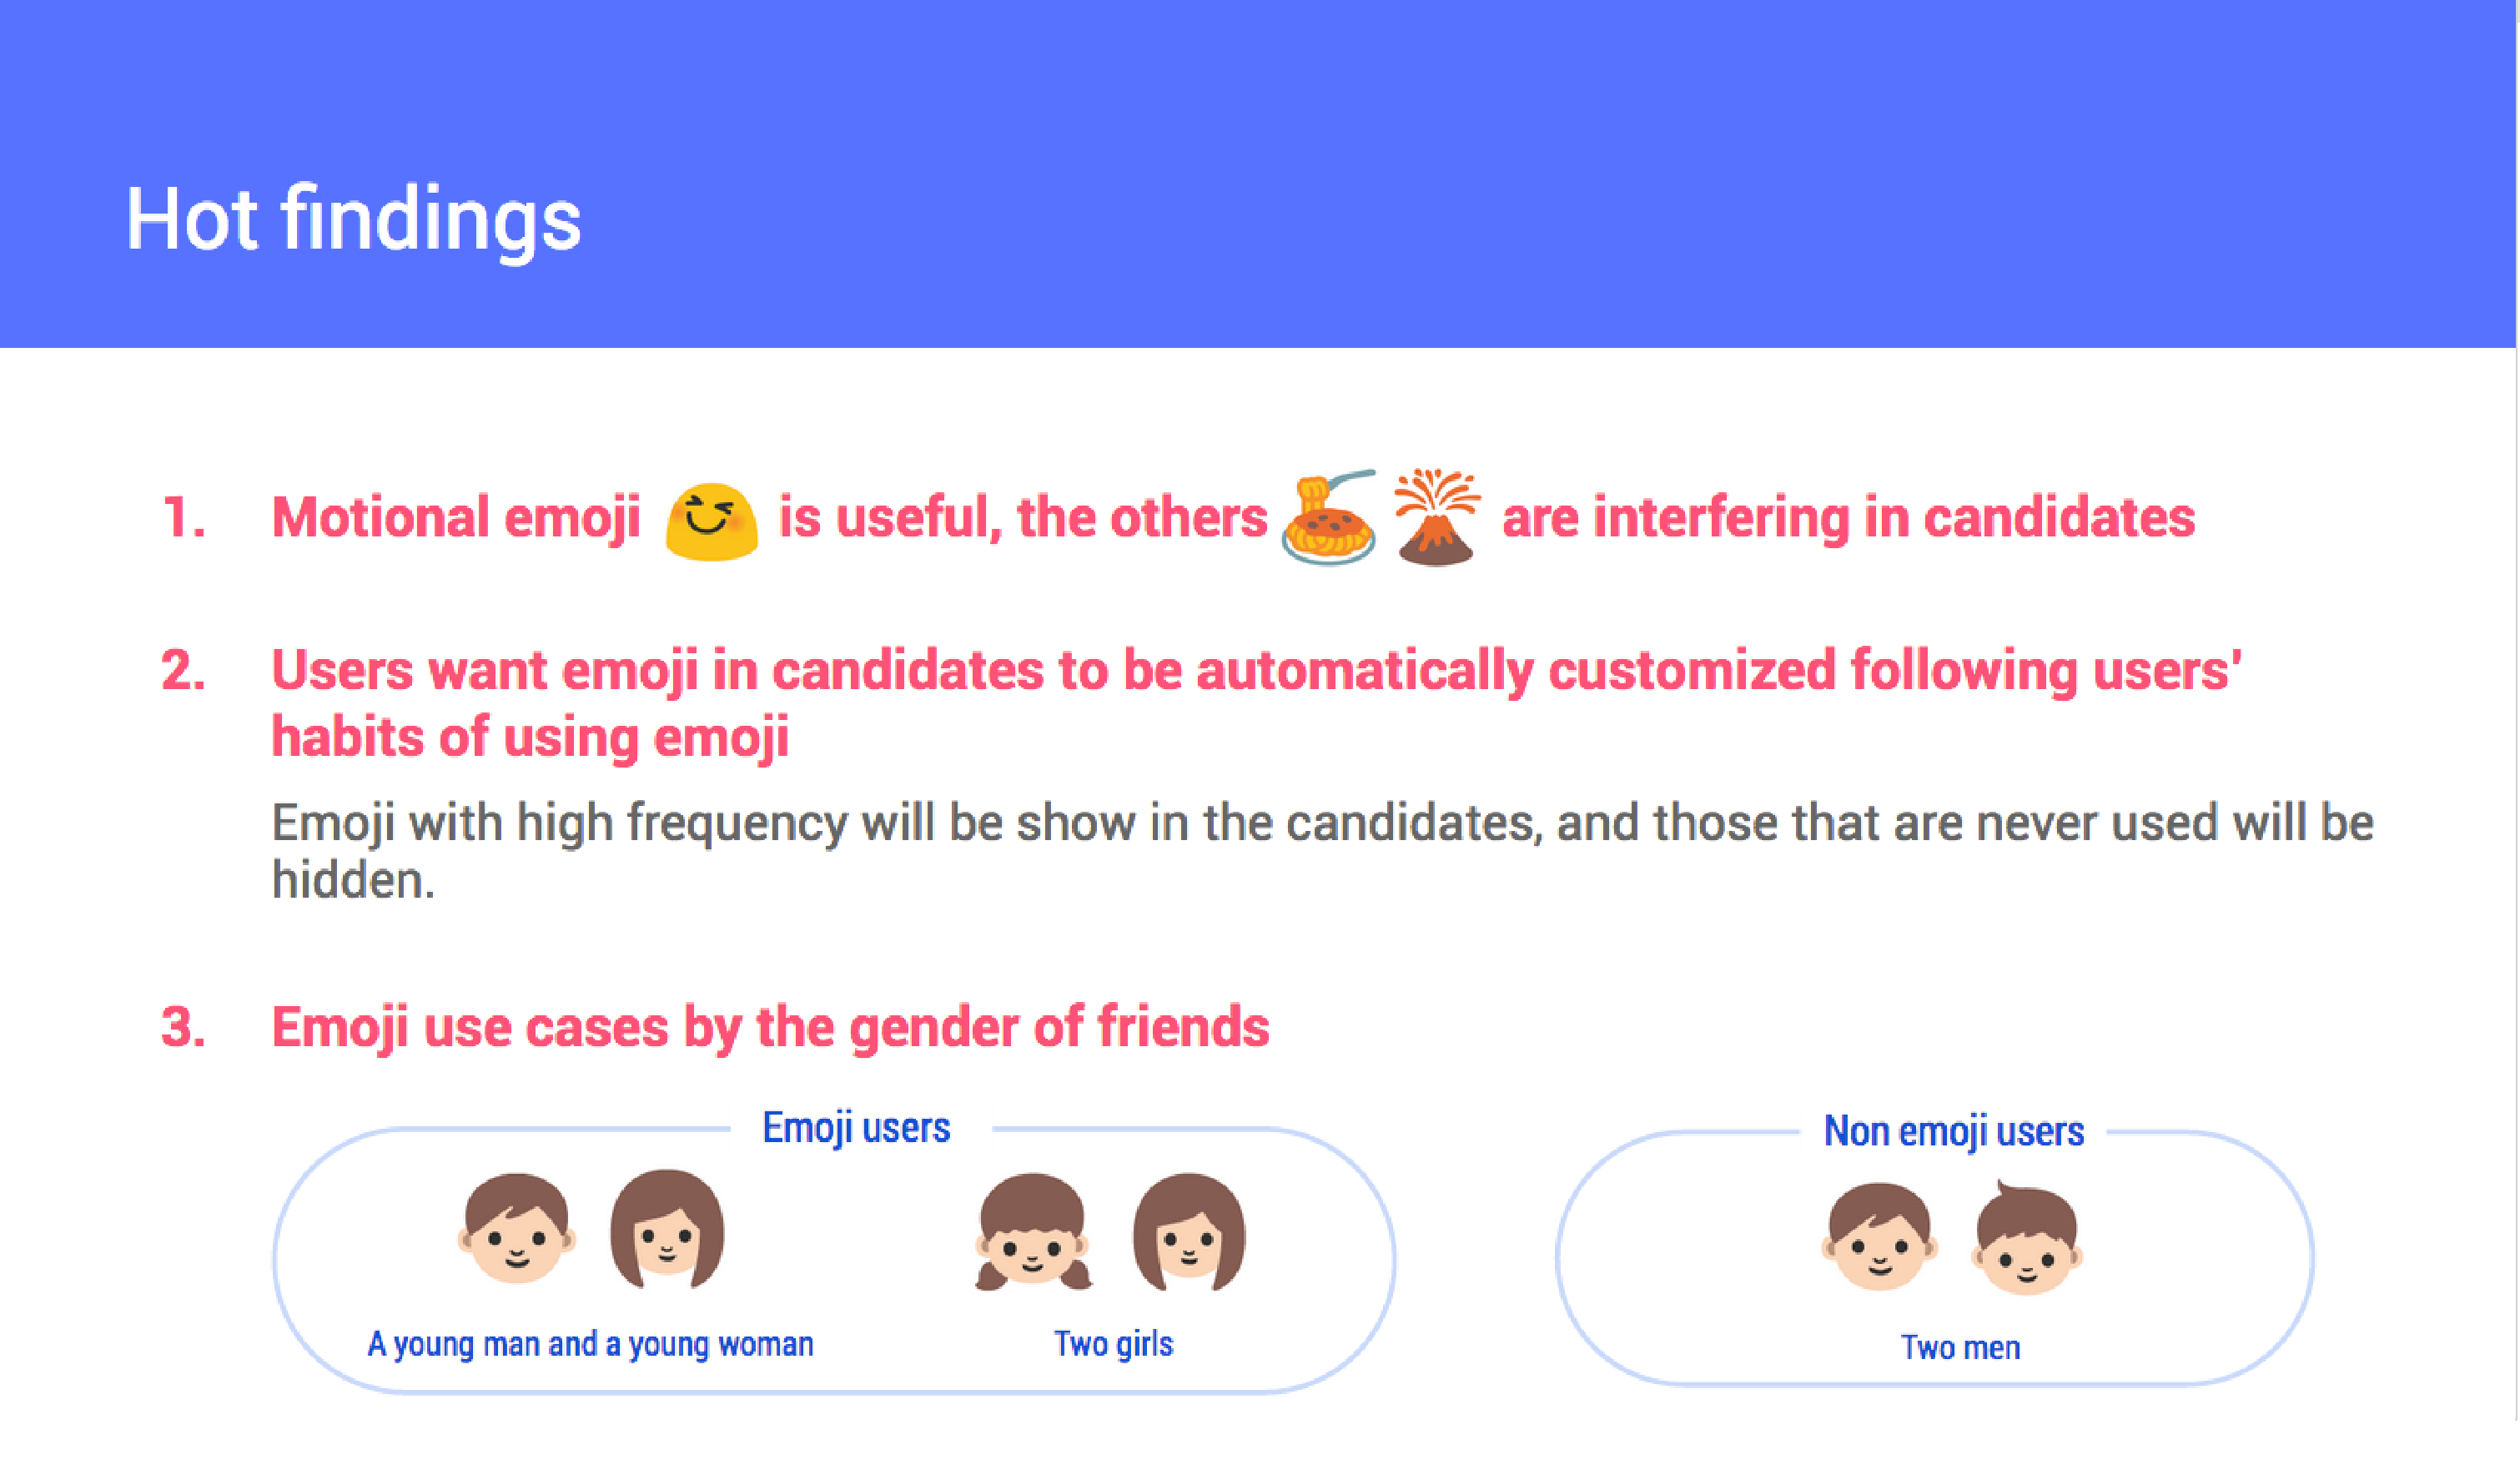 Hot findings
1. Motional emoji 😆 is useful, the others 🍝 🌋 are interfering in candidates
2. Users want emoji in candidates to be automatically customized following users’
habits of using emoji
Emoji with high frequency will be show in the candidates, and those that are never used will be
hidden.
3. Emoji use cases by the gender of friends
Emoji users
A young man and a young woman
Two girls
Non emoji users
Two men